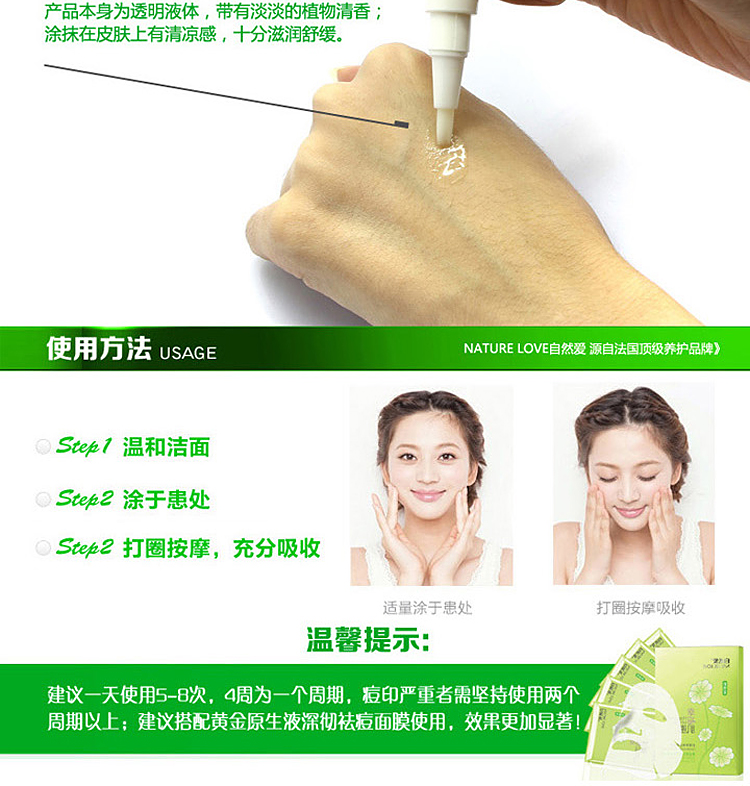 产品本身为透明液体，带有淡淡的植物清香；
涂抹在皮肤上有清凉感，十分滋润舒缓。
使用方法 USAGE
NATURE LOVE自然爱 源自法国顶级养护品牌》
Step1 温和洁面
Step2 涂于患处
Step2 打圈按摩，充分吸收
适量涂于患处
打圈按摩吸收
温馨提示:
建议一天使用5-8次，4周为一个周期，痘印严重者需坚持使用两个
周期以上；建议搭配黄金原生液深彻祛痘面膜使用，效果更加显著！